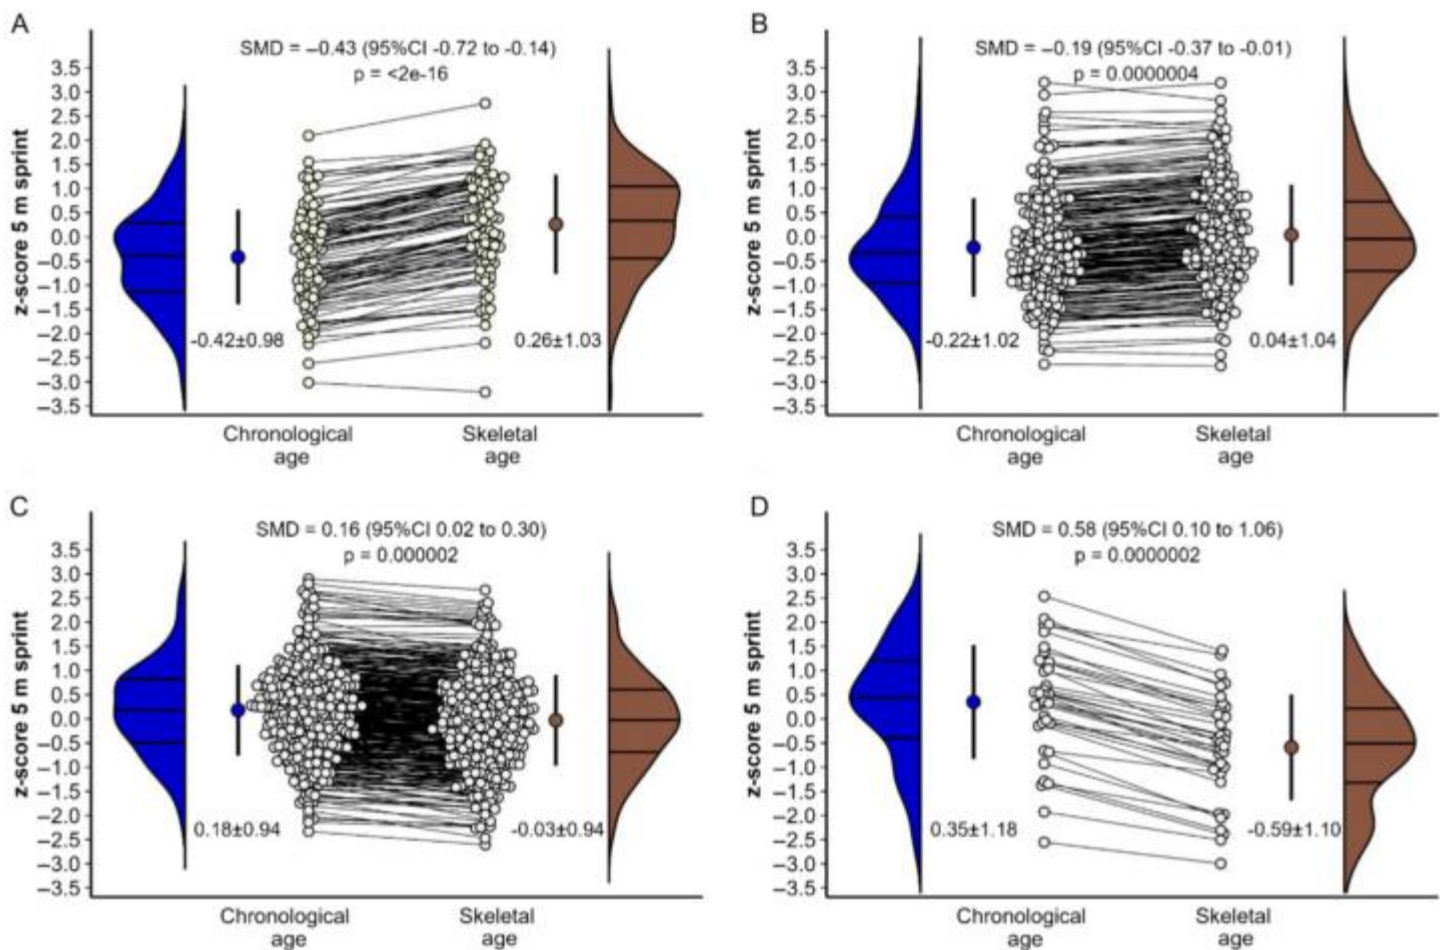 A
SMD = –0.43 (95%CI -0.72 to -0.14)
p = <2e-16
z-score 5 m sprint
3.5
3.0
2.5
2.0
1.5
1.0
0.5
0.0
–0.5
–1.0
–1.5
–2.0
–2.5
–3.0
–3.5
-0.42±0.98
0.26±1.03
Chronological age
Skeletal age
B
SMD = –0.19 (95%CI -0.37 to -0.01)
p = 0.0000004
z-score 5 m sprint
3.5
3.0
2.5
2.0
1.5
1.0
0.5
0.0
–0.5
–1.0
–1.5
–2.0
–2.5
–3.0
–3.5
-0.22±1.02
0.04±1.04
Chronological age
Skeletal age
C
SMD = 0.16 (95%CI 0.02 to 0.30)
p = 0.000002
z-score 5 m sprint
3.5
3.0
2.5
2.0
1.5
1.0
0.5
0.0
–0.5
–1.0
–1.5
–2.0
–2.5
–3.0
–3.5
0.18±0.94
-0.03±0.94
Chronological age
Skeletal age
D
SMD = 0.58 (95%CI 0.10 to 1.06)
p = 0.0000002
z-score 5 m sprint
3.5
3.0
2.5
2.0
1.5
1.0
0.5
0.0
–0.5
–1.0
–1.5
–2.0
–2.5
–3.0
–3.5
0.35±1.18
-0.59±1.10
Chronological age
Skeletal age